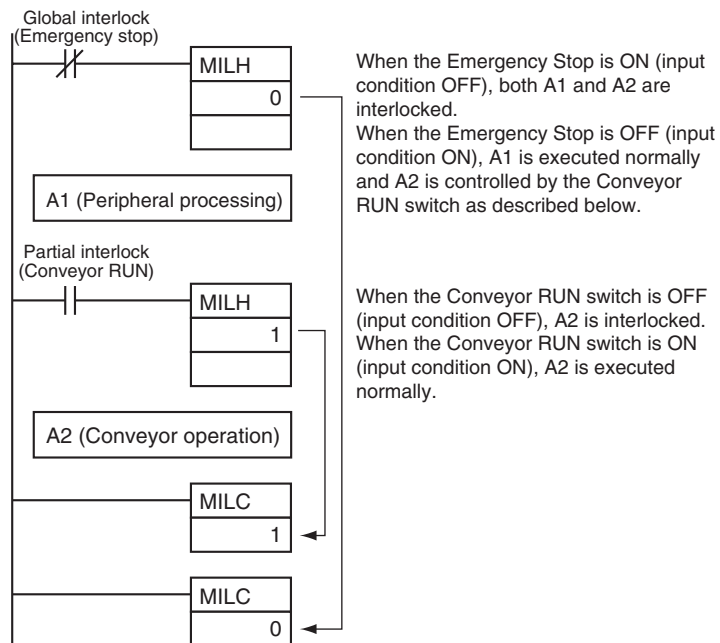 Global interlock
(Emergency stop)
MILH
0
When the Emergency Stop is ON (input
condition OFF), both A1 and A2 are
interlocked.
When the Emergency Stop is OFF (input
condition ON), A1 is executed normally
and A2 is controlled by the Conveyor
RUN switch as described below.
A1 (Peripheral processing)
Partial interlock
(Conveyor RUN)
MILH
1
When the Conveyor RUN switch is OFF
(input condition OFF), A2 is interlocked.
When the Conveyor RUN switch is ON
(input condition ON), A2 is executed
normally.
A2 (Conveyor operation)
MILC
1
MILC
0